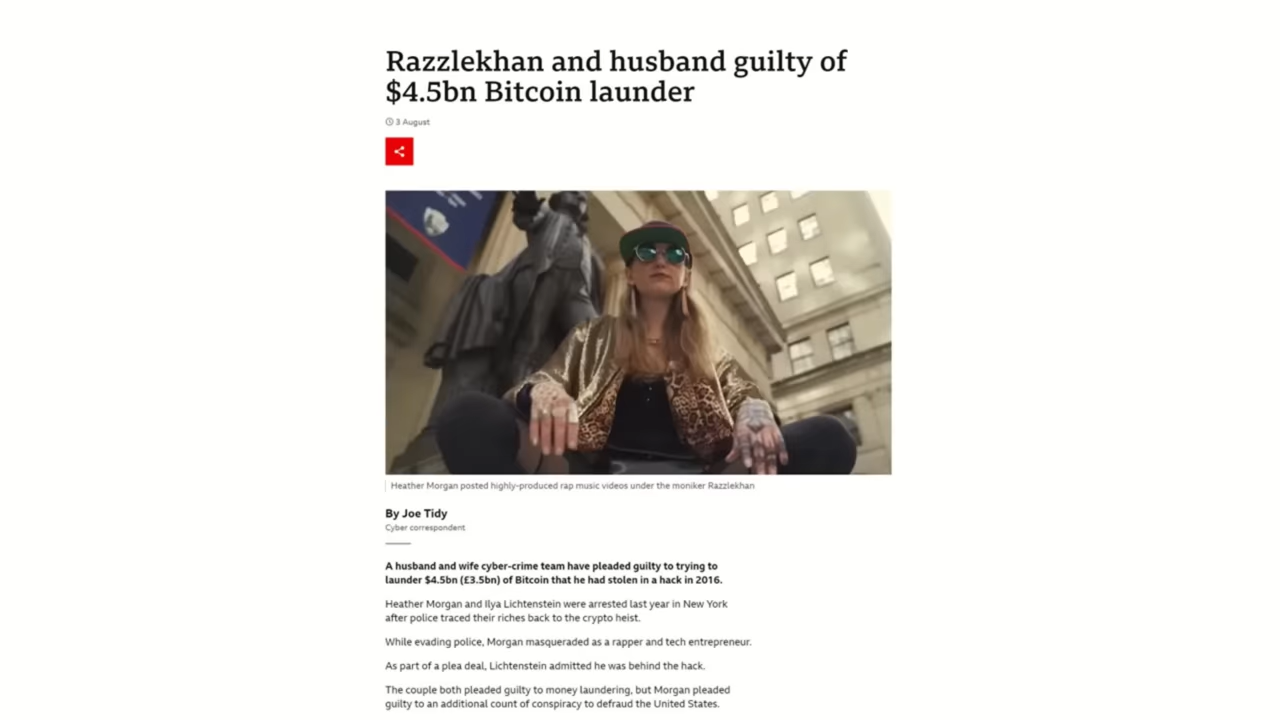 Razzlekhan and husband guilty of
$4.5bn Bitcoin launder
3 August
Heather Morgan posted highly-produced rap music videos under the moniker Razzlekhan
By Joe Tidy
Cyber correspondent
A husband and wife cyber-crime team have pleaded guilty to trying to
launder $4.5bn (£3.5bn) of Bitcoin that he had stolen in a hack in 2016.
Heather Morgan and Ilya Lichtenstein were arrested last year in New York
after police traced their riches back to the crypto heist.
While evading police, Morgan masqueraded as a rapper and tech entrepreneur.
As part of a plea deal, Lichtenstein admitted he was behind the hack.
The couple both pleaded guilty to money laundering, but Morgan pleaded
guilty to an additional count of conspiracy to defraud the United States.